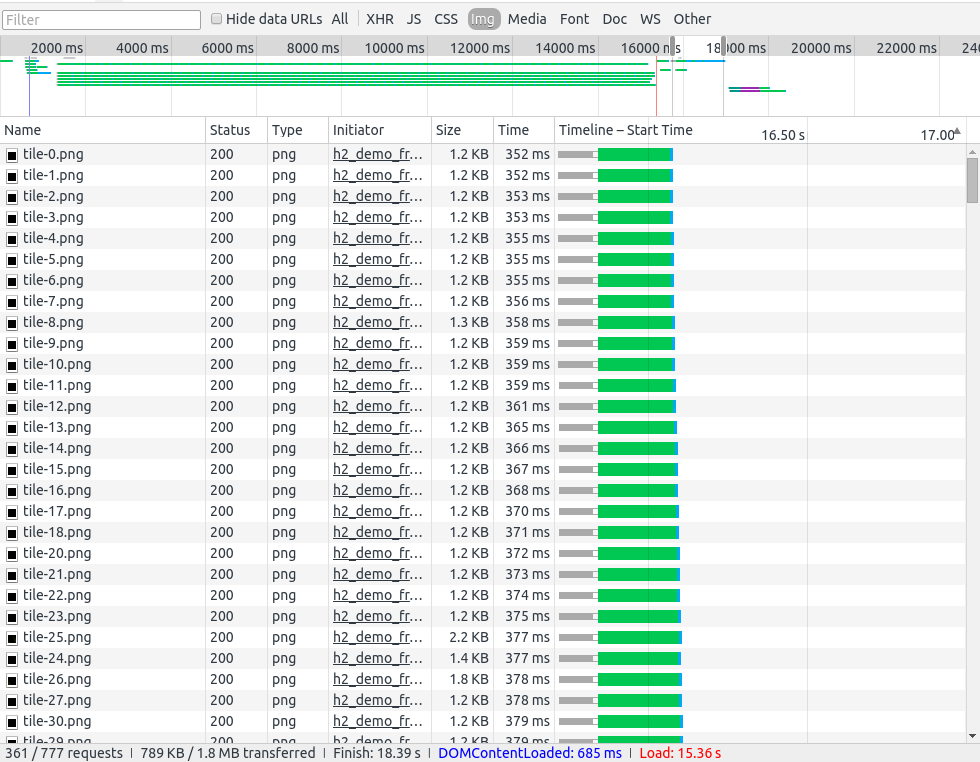 Filter Hide data URLs All XHR JS CSS Img Media Font Doc WS Other
2000 ms 4000 ms 6000 ms 8000 ms 10000 ms 12000 ms 14000 ms 16000 ms 18000 ms 20000 ms 22000 ms 240
Name Status Type Initiator Size Time Timeline – Start Time 16.50 s 17.00
tile-0.png 200 png h2_demo_fr... 1.2 KB 352 ms
tile-1.png 200 png h2_demo_fr... 1.2 KB 352 ms
tile-2.png 200 png h2_demo_fr... 1.2 KB 353 ms
tile-3.png 200 png h2_demo_fr... 1.2 KB 353 ms
tile-4.png 200 png h2_demo_fr... 1.2 KB 355 ms
tile-5.png 200 png h2_demo_fr... 1.2 KB 355 ms
tile-6.png 200 png h2_demo_fr... 1.2 KB 355 ms
tile-7.png 200 png h2_demo_fr... 1.2 KB 356 ms
tile-8.png 200 png h2_demo_fr... 1.3 KB 358 ms
tile-9.png 200 png h2_demo_fr... 1.2 KB 359 ms
tile-10.png 200 png h2_demo_fr... 1.2 KB 359 ms
tile-11.png 200 png h2_demo_fr... 1.2 KB 359 ms
tile-12.png 200 png h2_demo_fr... 1.2 KB 361 ms
tile-13.png 200 png h2_demo_fr... 1.2 KB 365 ms
tile-14.png 200 png h2_demo_fr... 1.2 KB 366 ms
tile-15.png 200 png h2_demo_fr... 1.2 KB 367 ms
tile-16.png 200 png h2_demo_fr... 1.2 KB 368 ms
tile-17.png 200 png h2_demo_fr... 1.2 KB 370 ms
tile-18.png 200 png h2_demo_fr... 1.2 KB 371 ms
tile-20.png 200 png h2_demo_fr... 1.2 KB 372 ms
tile-21.png 200 png h2_demo_fr... 1.2 KB 373 ms
tile-22.png 200 png h2_demo_fr... 1.2 KB 374 ms
tile-23.png 200 png h2_demo_fr... 1.2 KB 375 ms
tile-25.png 200 png h2_demo_fr... 2.2 KB 377 ms
tile-24.png 200 png h2_demo_fr... 1.4 KB 377 ms
tile-26.png 200 png h2_demo_fr... 1.8 KB 378 ms
tile-27.png 200 png h2_demo_fr... 1.2 KB 378 ms
tile-30.png 200 png h2_demo_fr... 1.2 KB 379 ms
tile-29.png 200 png h2_demo_fr... 1.2 KB 379 ms
361 / 777 requests | 789 KB / 1.8 MB transferred | Finish: 18.39 s | DOMContentLoaded: 685 ms | Load: 15.36 s